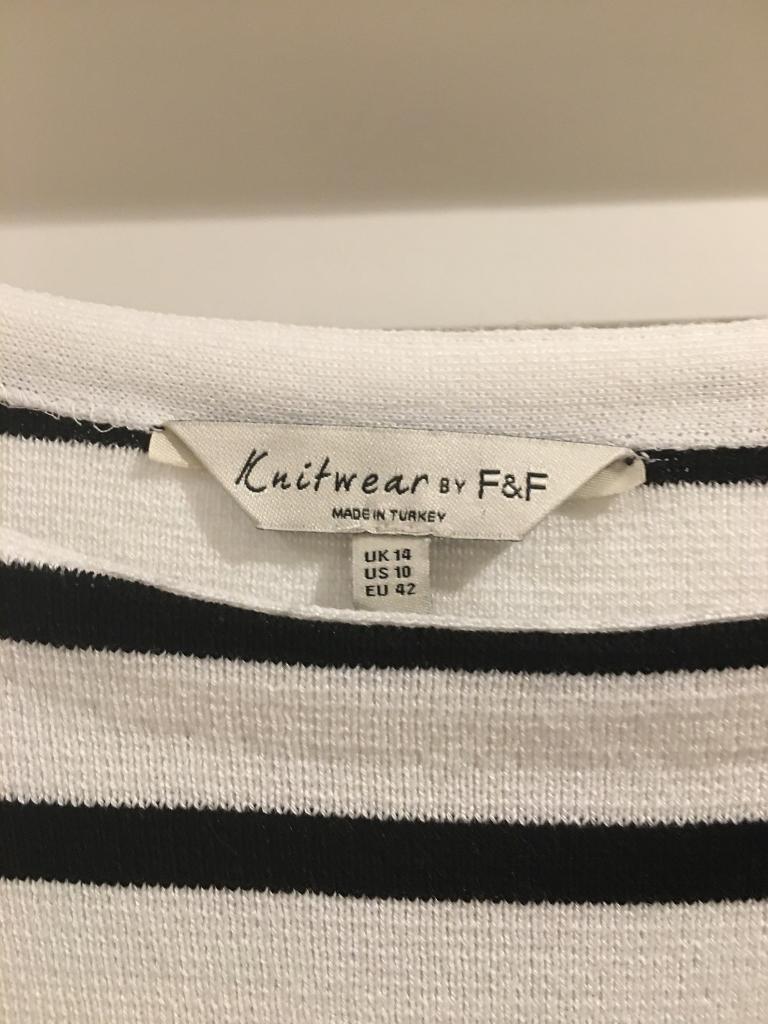 Knitwear BY F&F
MADE IN TURKEY
UK 14
US 10
EU 42